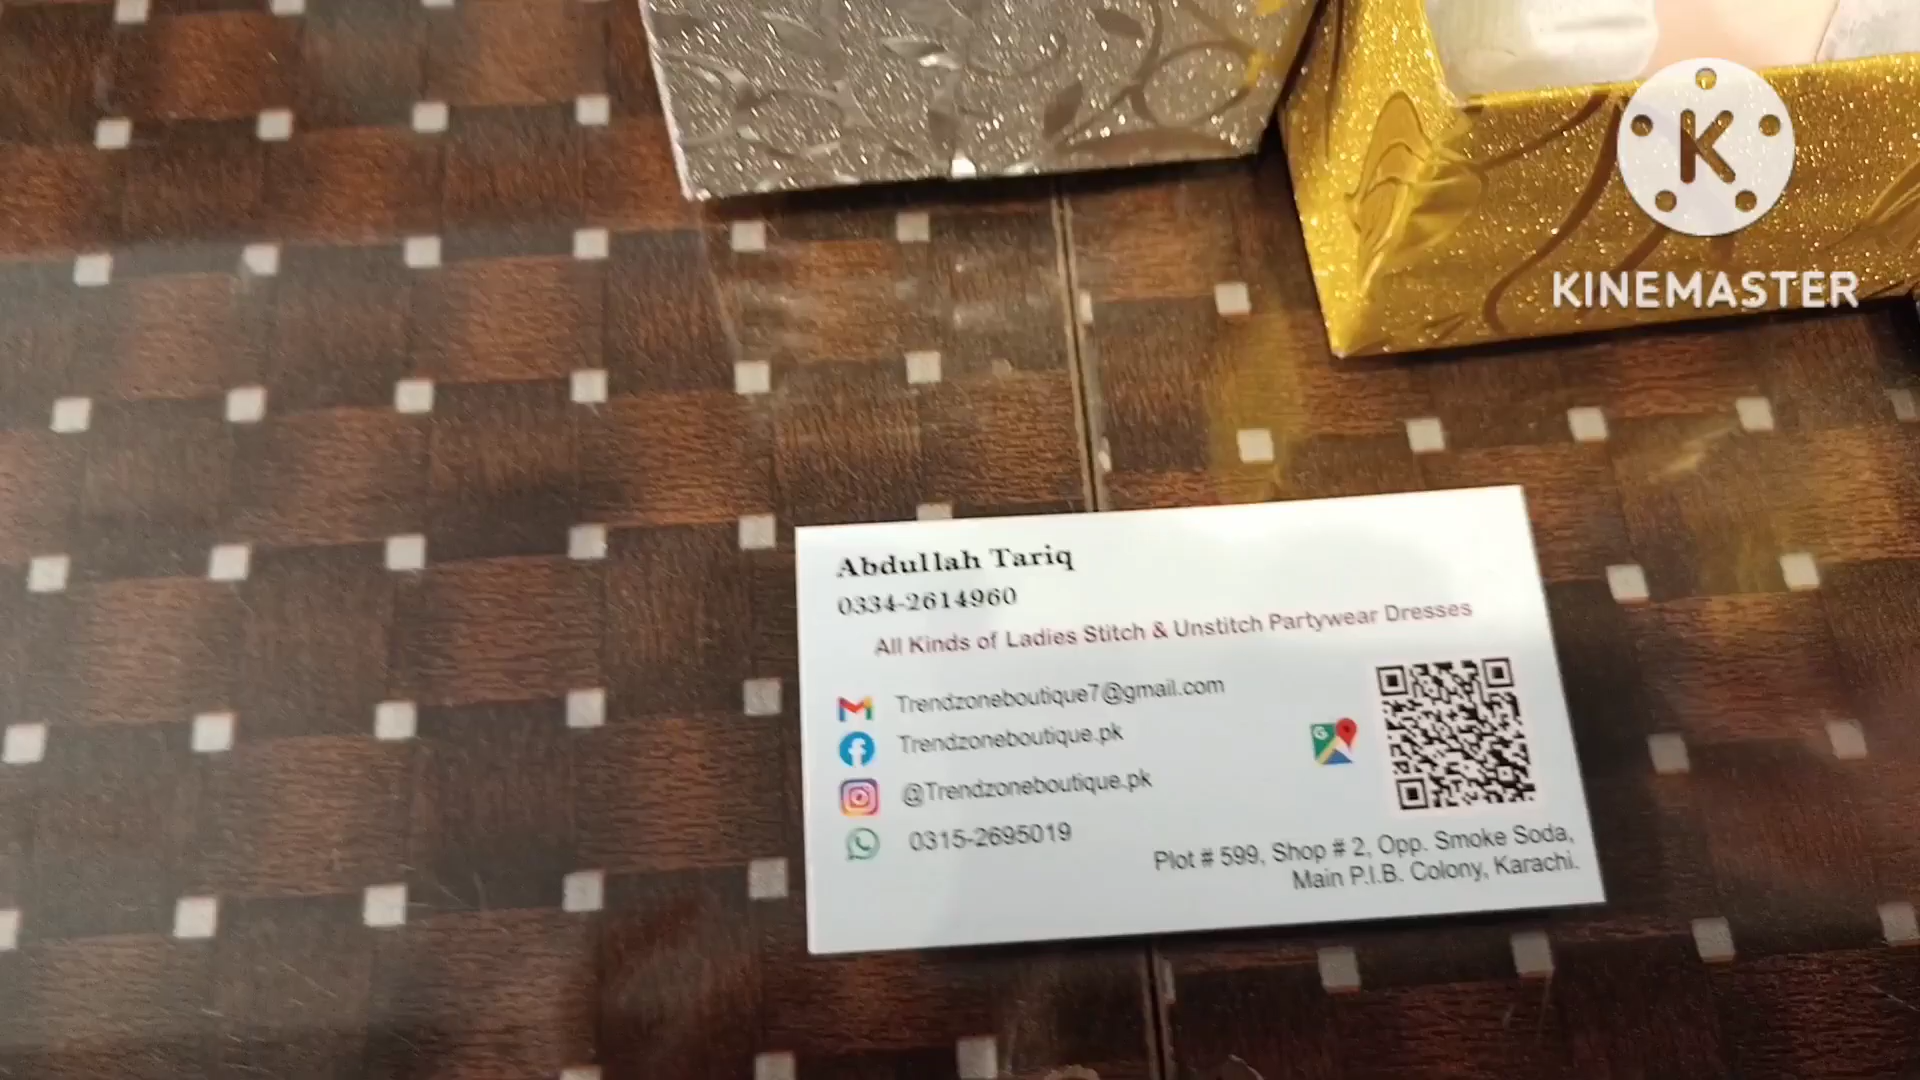 KINEMASTER
Abdullah Tariq
0334-2614960
All Kinds of Ladies Stitch & Unstitch Partywear Dresses
Trendzoneboutique7@gmail.com
Trendzoneboutique.pk
@Trendzoneboutique.pk
0315-2695019
Plot # 599, Shop # 2, Opp. Smoke Soda,
Main P.I.B. Colony, Karachi.